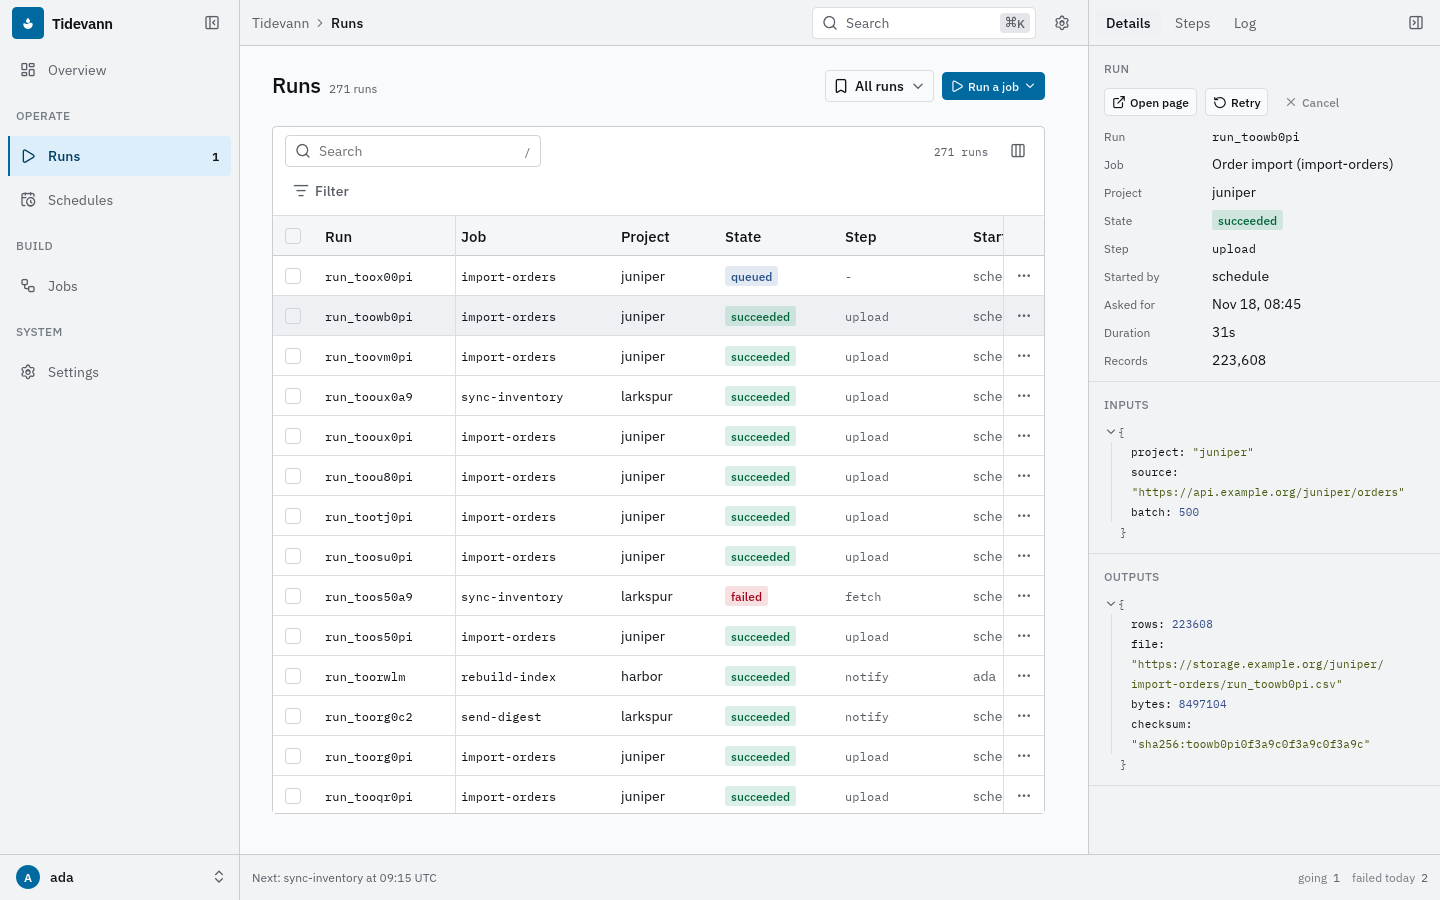 Tidevann
Overview
OPERATE
Runs 1
Schedules
BUILD
Jobs
SYSTEM
Settings
A ada
Tidevann > Runs
Search ⌘K
Runs 271 runs
All runs
Run a job
Search /
271 runs
Filter
Run Job Project State Step Star
run_toox00pi import-orders juniper queued - sche ···
run_toowb0pi import-orders juniper succeeded upload sche ···
run_toovm0pi import-orders juniper succeeded upload sche ···
run_tooux0a9 sync-inventory larkspur succeeded upload sche ···
run_tooux0pi import-orders juniper succeeded upload sche ···
run_toou80pi import-orders juniper succeeded upload sche ···
run_tootj0pi import-orders juniper succeeded upload sche ···
run_toosu0pi import-orders juniper succeeded upload sche ···
run_toos50a9 sync-inventory larkspur failed fetch sche ···
run_toos50pi import-orders juniper succeeded upload sche ···
run_toorwlm rebuild-index harbor succeeded notify ada ···
run_toorg0c2 send-digest larkspur succeeded notify sche ···
run_toorg0pi import-orders juniper succeeded upload sche ···
run_tooqr0pi import-orders juniper succeeded upload sche ···
Next: sync-inventory at 09:15 UTC
going 1 failed today 2
Details Steps Log
RUN
Open page Retry Cancel
Run run_toowb0pi
Job Order import (import-orders)
Project juniper
State succeeded
Step upload
Started by schedule
Asked for Nov 18, 08:45
Duration 31s
Records 223,608
INPUTS
{
project: "juniper"
source:
"https://api.example.org/juniper/orders"
batch: 500
}
OUTPUTS
{
rows: 223608
file:
"https://storage.example.org/juniper/
import-orders/run_toowb0pi.csv"
bytes: 8497104
checksum:
"sha256:toowb0pi0f3a9c0f3a9c0f3a9c"
}